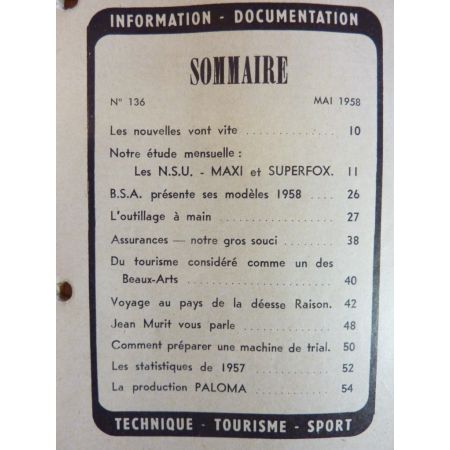 INFORMATION - DOCUMENTATION
SOMMAIRE
N° 136 MAI 1958
Les nouvelles vont vite .......... 10
Notre étude mensuelle :
Les N.S.U. - MAXI et SUPERFOX. 11
B.S.A. présente ses modèles 1958 .... 26
L'outillage à main .......... 27
Assurances — notre gros souci ...... 38
Du tourisme considéré comme un des
Beaux-Arts .......... 40
Voyage au pays de la déesse Raison. 42
Jean Murit vous parle .......... 48
Comment préparer une machine de trial. 50
Les statistiques de 1957 .......... 52
La production PALOMA .......... 54
TECHNIQUE - TOURISME - SPORT